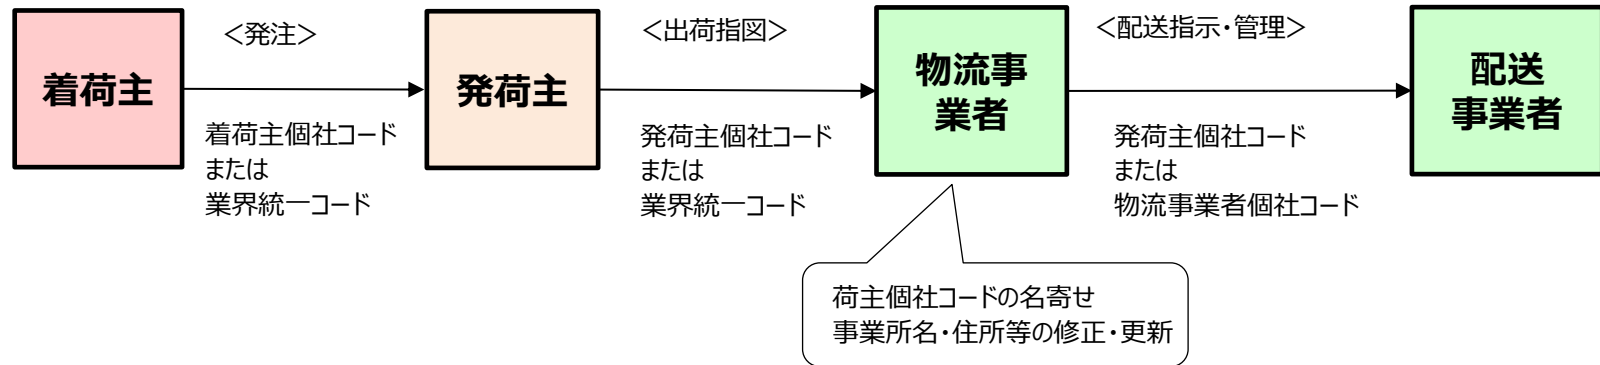 着荷主
＜発注＞
着荷主個社コード
または
業界統一コード
発荷主
＜出荷指図＞
発荷主個社コード
または
業界統一コード
物流事
業者
＜配送指示・管理＞
発荷主個社コード
または
物流事業者個社コード
配送
事業者
荷主個社コードの名寄せ
事業所名・住所等の修正・更新